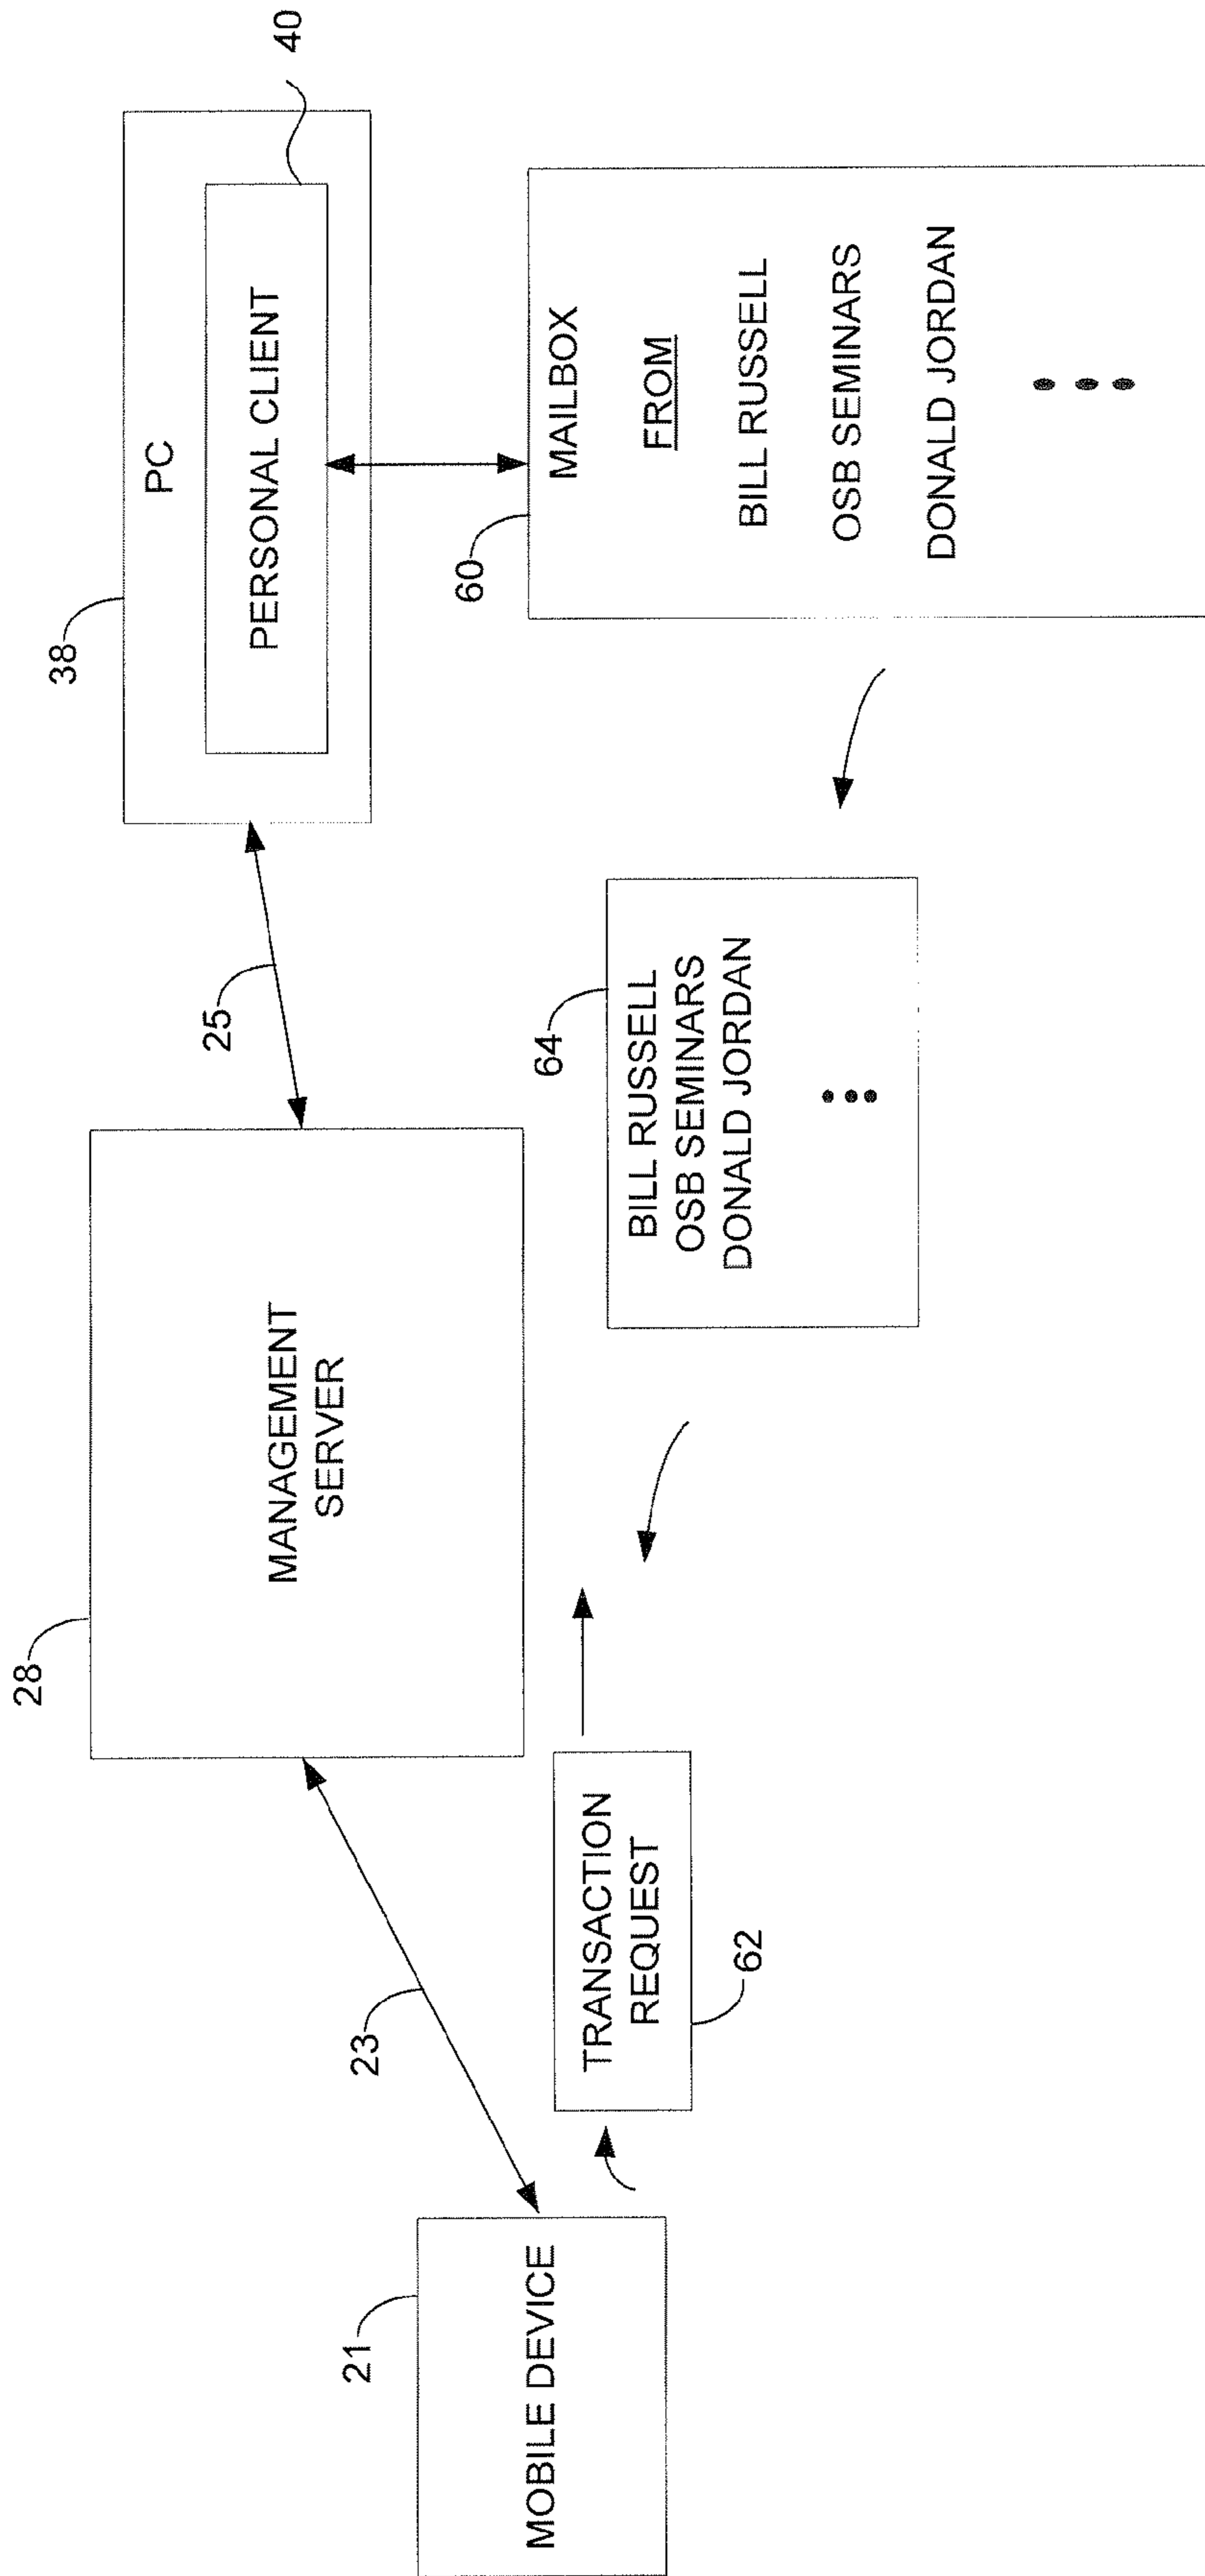 40
38
PC
PERSONAL CLIENT
60
MAILBOX
FROM
BILL RUSSELL
OSB SEMINARS
DONALD JORDAN
25
28
MANAGEMENT
SERVER
64
BILL RUSSELL
OSB SEMINARS
DONALD JORDAN
23
TRANSACTION
REQUEST
62
21
MOBILE DEVICE